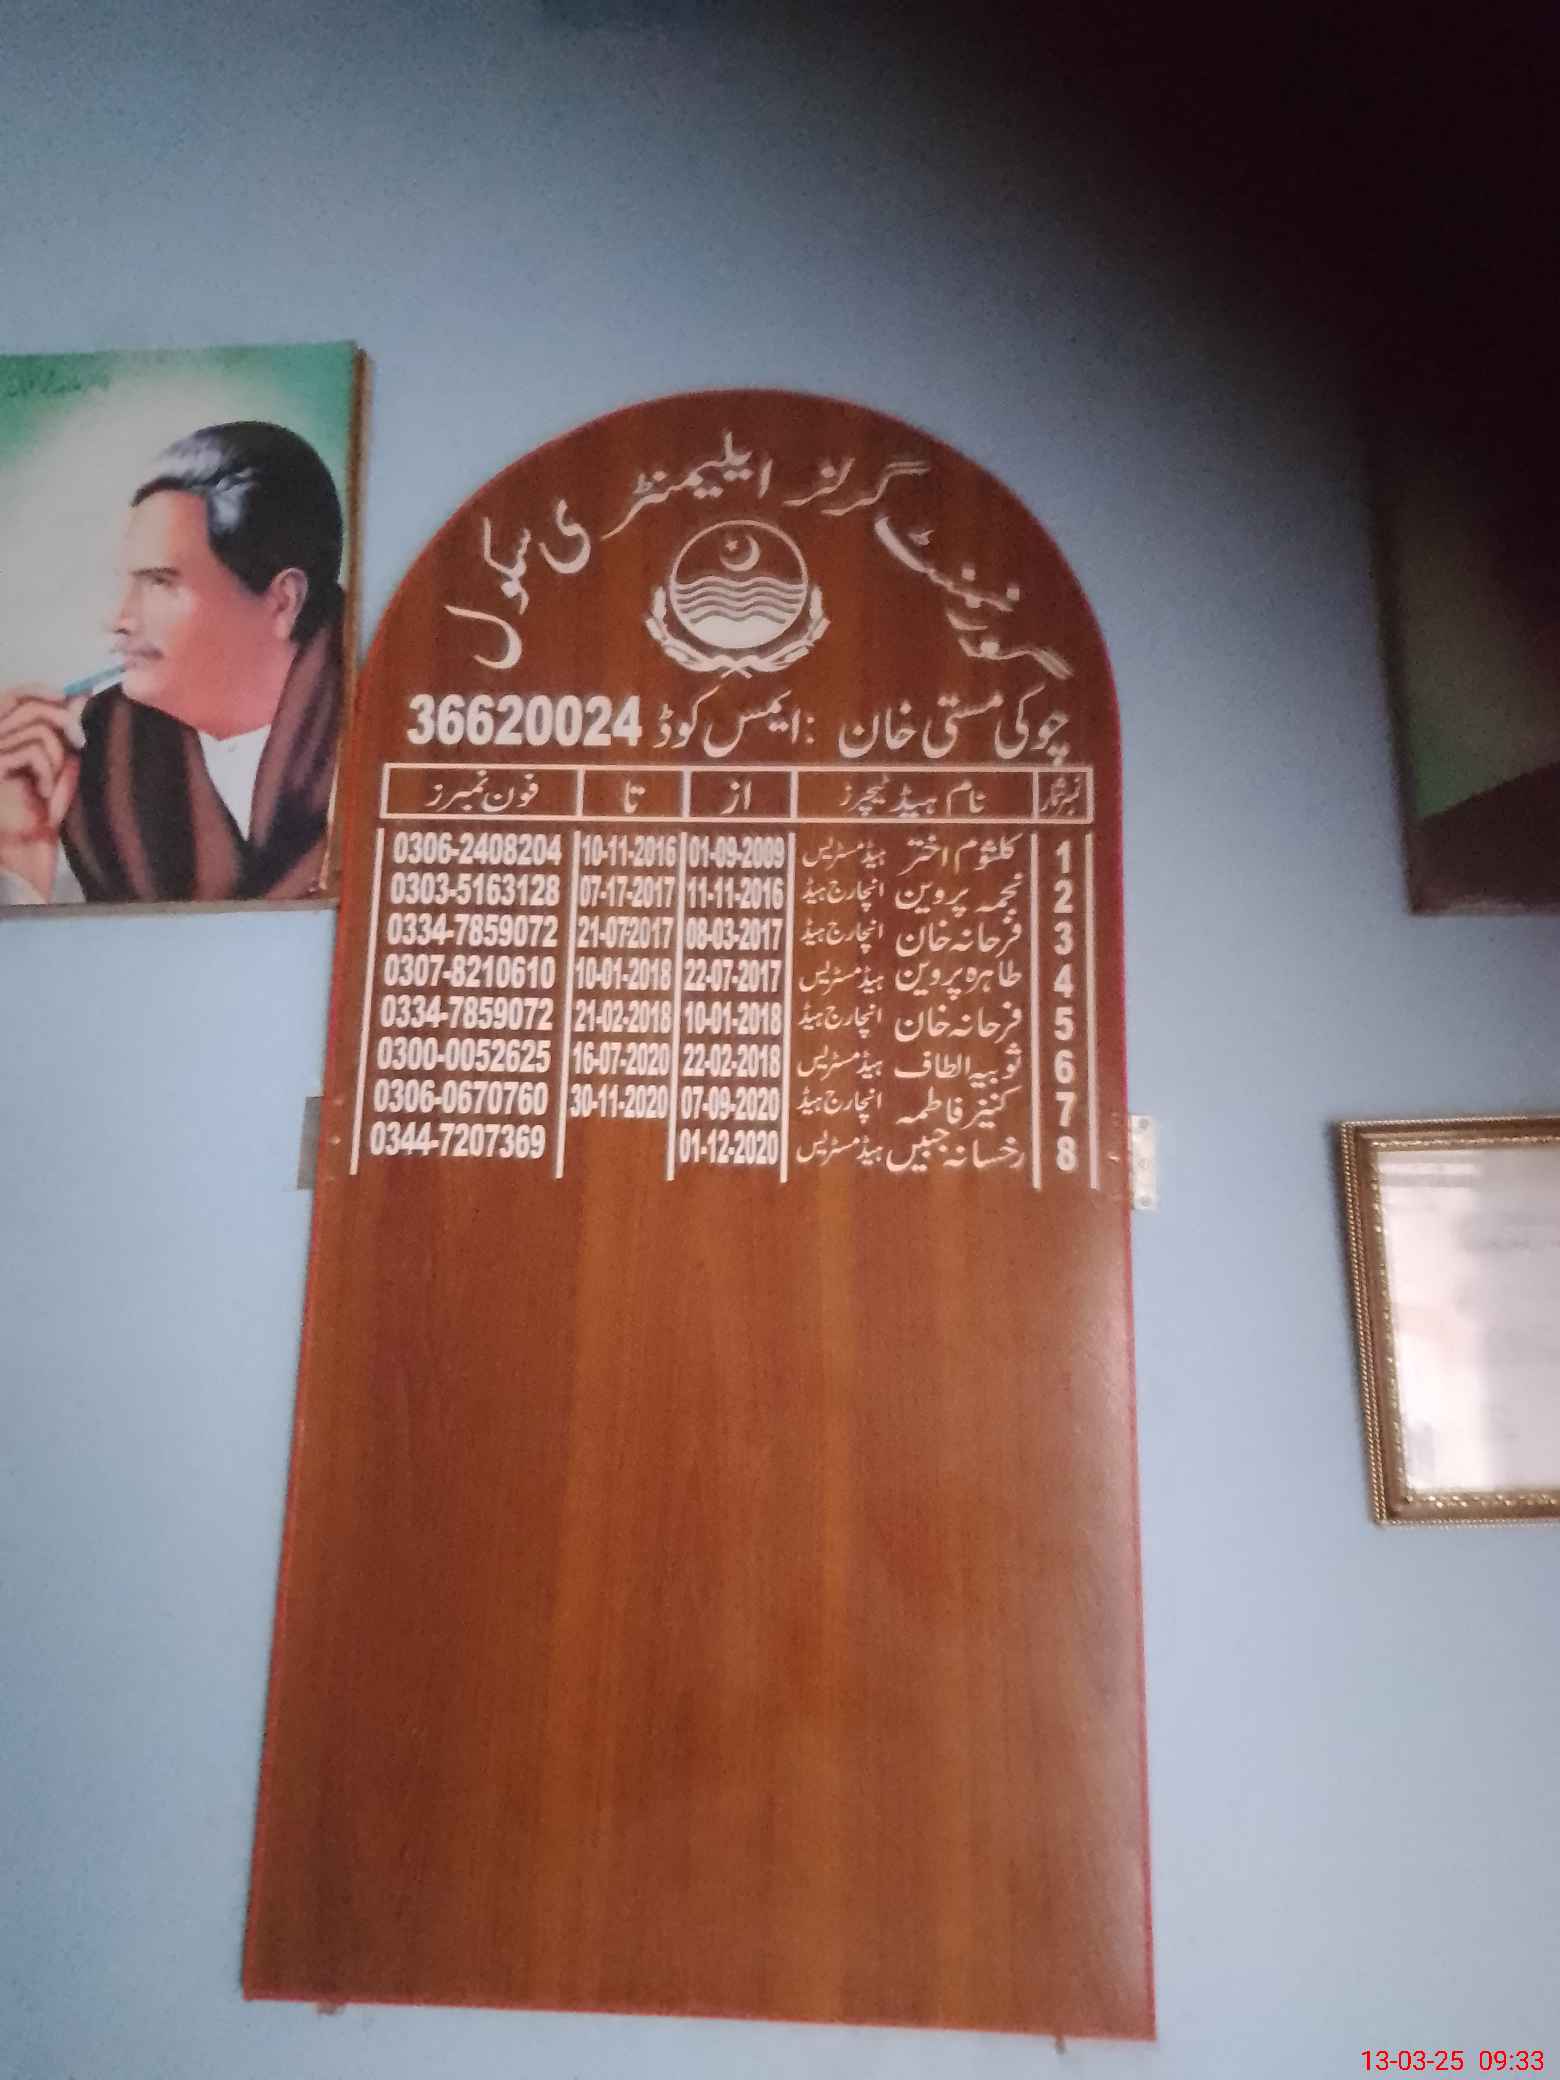 گورنمنٹ گرلز ایلیمنٹری سکول
چوکی مستی خان : ایمس کوڈ 36620024
نمبر شمار نام ہیڈ ٹیچرز از تا فون نمبرز
1 کلثوم اختر ہیڈ مسٹریس 01-09-2009 10-11-2016 0306-2408204
2 نجمہ پروین انچارج ہیڈ 11-11-2016 07-17-2017 0303-5163128
3 فرحانہ خان انچارج ہیڈ 08-03-2017 21-072017 0334-7859072
4 طاہرہ پروین ہیڈ مسٹریس 22-07-2017 10-01-2018 0307-8210610
5 فرحانہ خان انچارج ہیڈ 10-01-2018 21-02-2018 0334-7859072
6 ثوبیہ الطاف ہیڈ مسٹریس 22-02-2018 16-07-2020 0300-0052625
7 کنیز فاطمہ انچارج ہیڈ 07-09-2020 30-11-2020 0306-0670760
8 رخسانہ جبیں ہیڈ مسٹریس 01-12-2020 0344-7207369
13-03-25 09:33